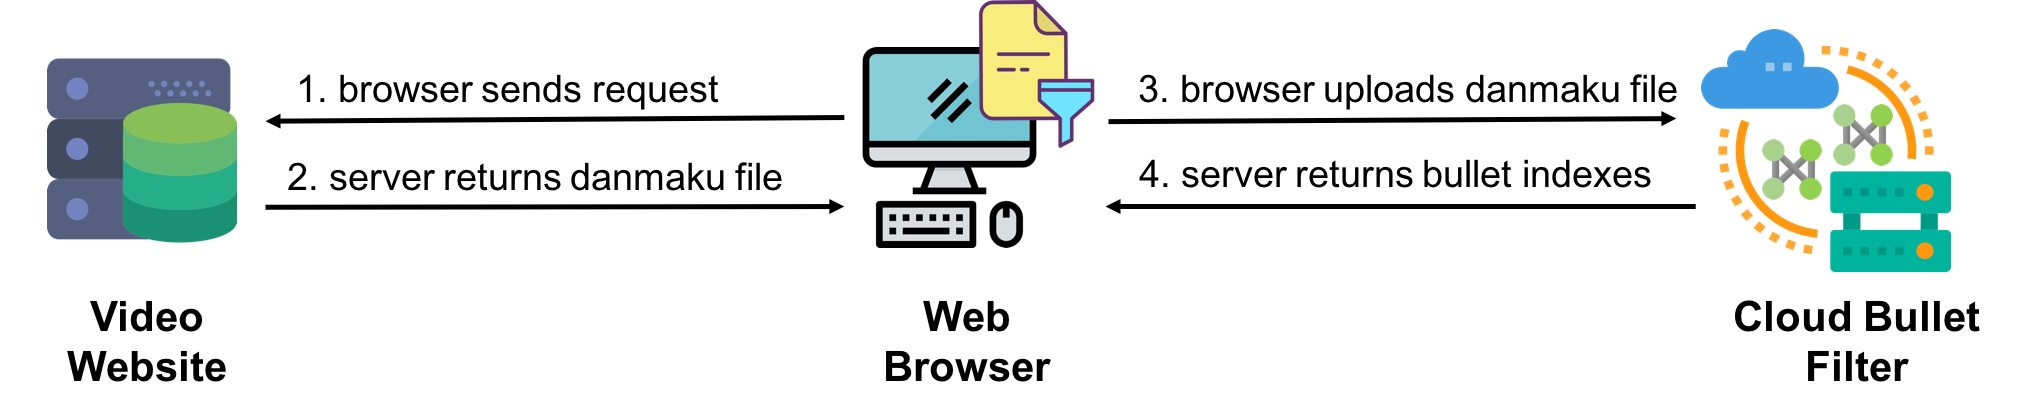 1. browser sends request
2. server returns danmaku file
3. browser uploads danmaku file
4. server returns bullet indexes
Video
Website
Web
Browser
Cloud Bullet
Filter